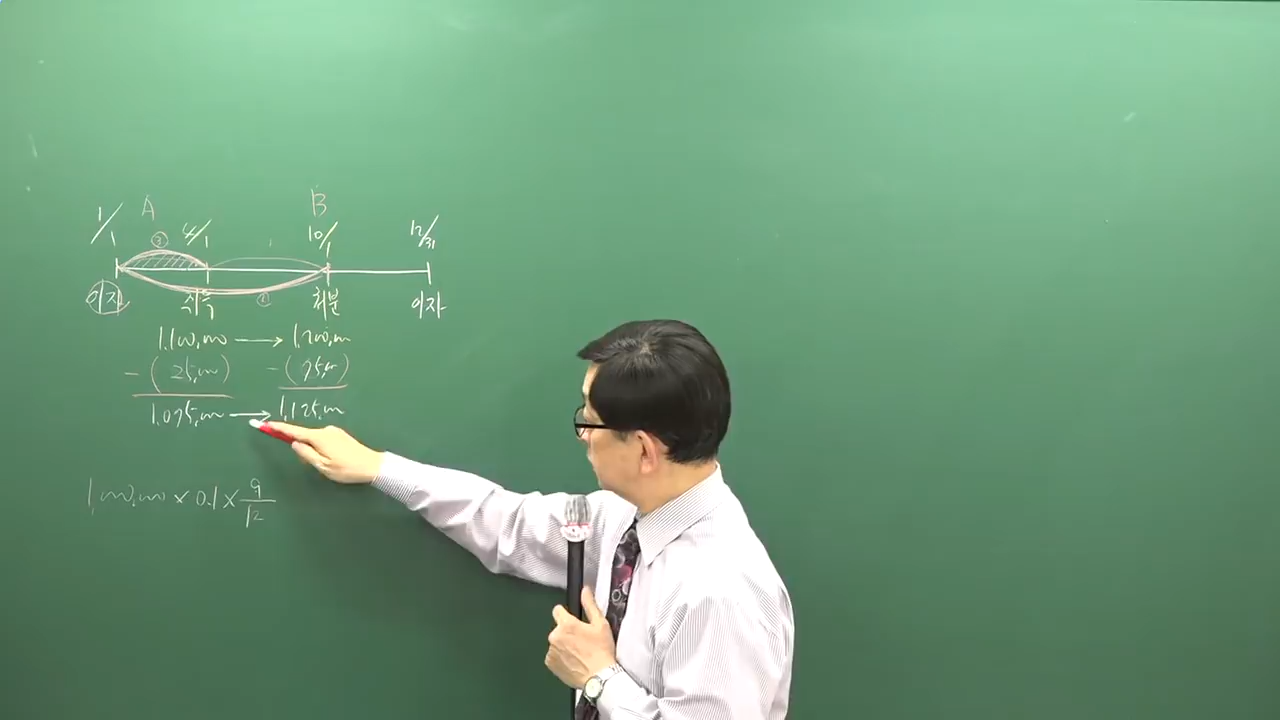 A B
1/1 4/1 10/1 12/31
② ①
이자 취득 처분 이자
1,100,000 → 1,200,000
- (25,000) - (75,000)
1,075,000 → 1,125,000
1,000,000 × 0.1 × 9/12